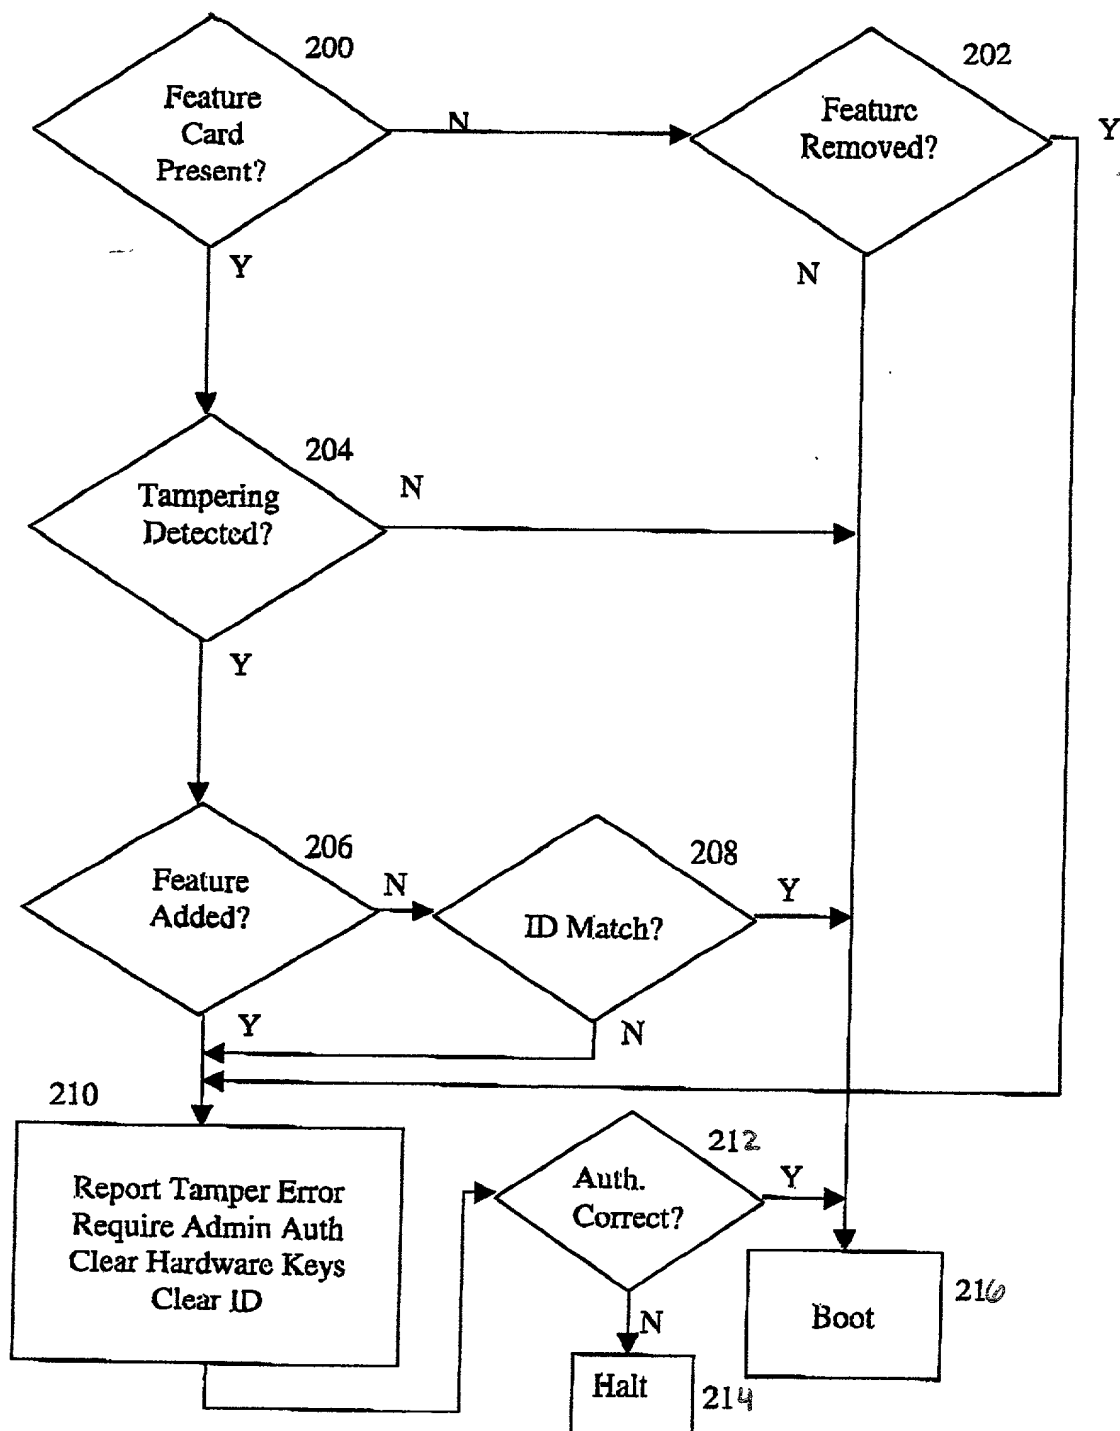 200
Feature
Card
Present?
N
Y
202
Feature
Removed?
Y
N
204
Tampering
Detected?
N
Y
206
Feature
Added?
N
Y
208
ID Match?
Y
N
210
Report Tamper Error
Require Admin Auth
Clear Hardware Keys
Clear ID
212
Auth.
Correct?
Y
N
Halt
214
Boot
216